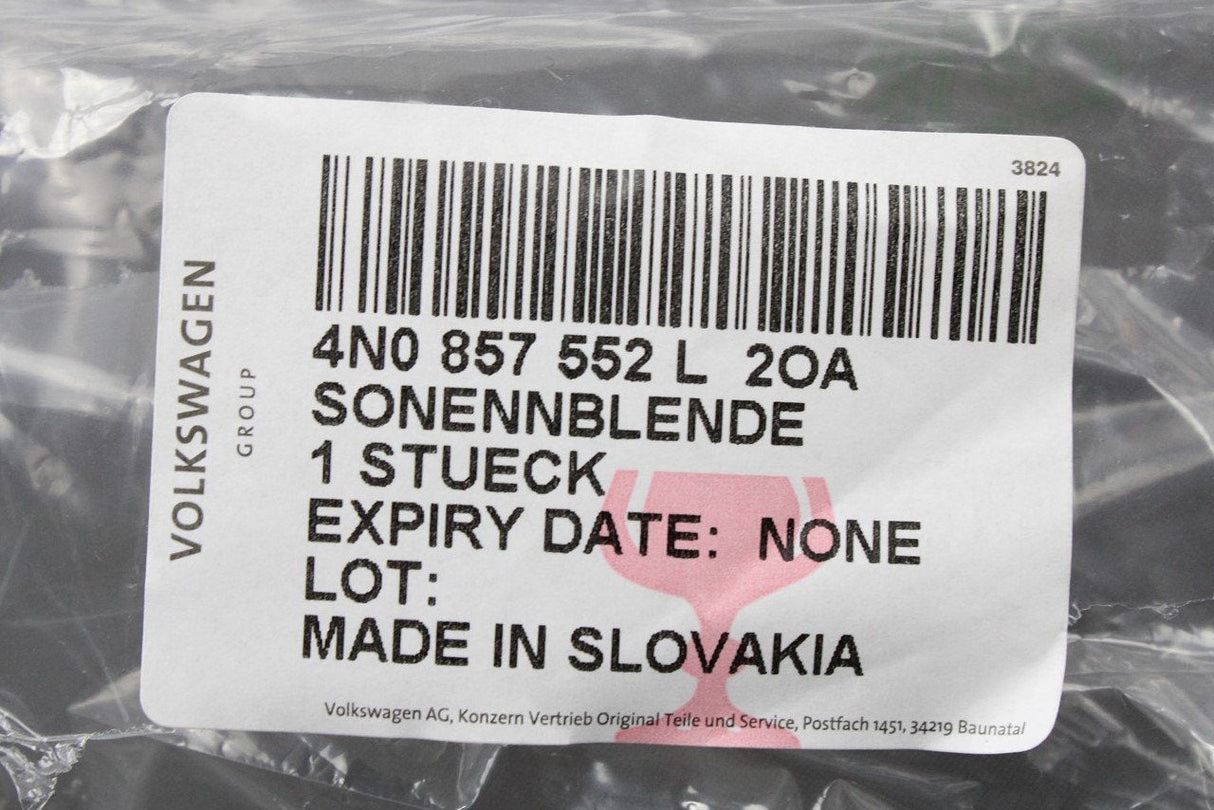 3824
VOLKSWAGEN
GROUP
4N0 857 552 L 2OA
SONENNBLENDE
1 STUECK
EXPIRY DATE: NONE
LOT:
MADE IN SLOVAKIA
Volkswagen AG, Konzern Vertrieb Original Teile und Service, Postfach 1451, 34219 Baunatal